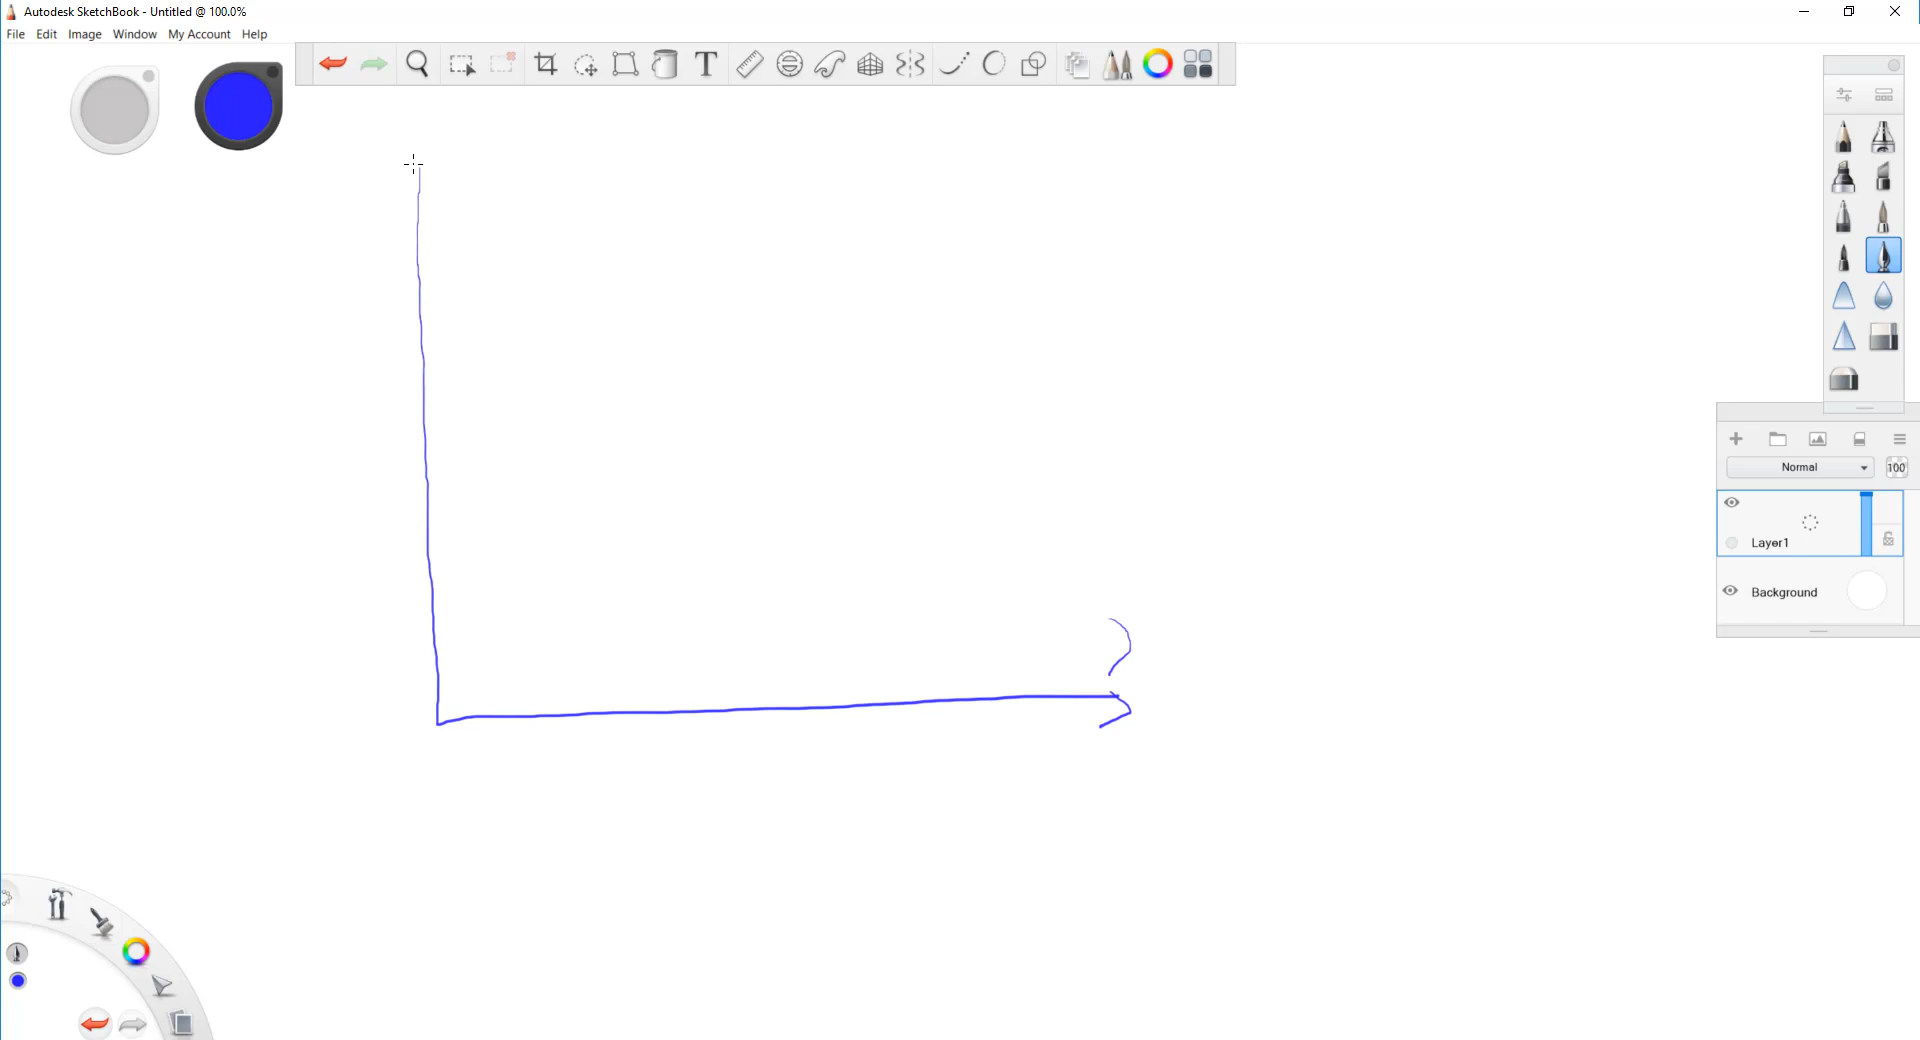 Autodesk SketchBook - Untitled @ 100.0%
File Edit Image Window My Account Help
T
Normal 100
Layer1
Background